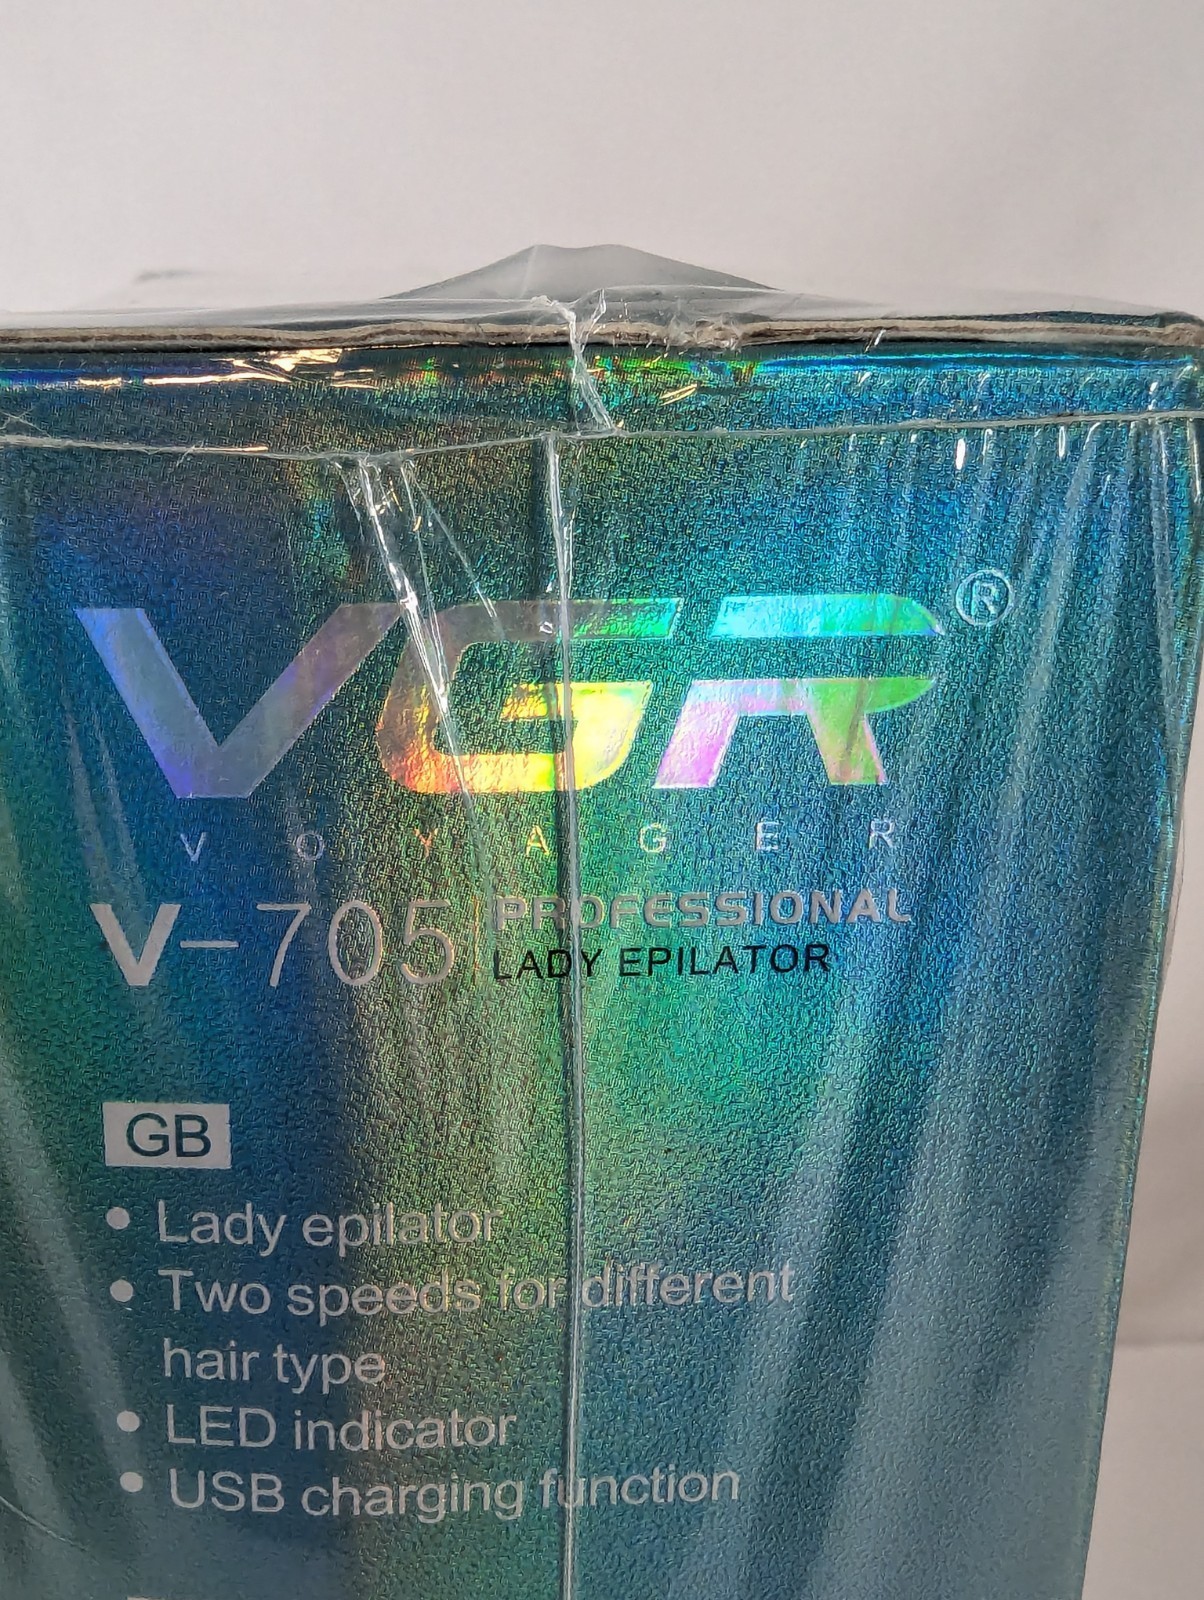 VGR®
VOYAGER
V-705 PROFESSIONAL
LADY EPILATOR
GB
• Lady epilator
• Two speeds for different
hair type
• LED indicator
• USB charging function